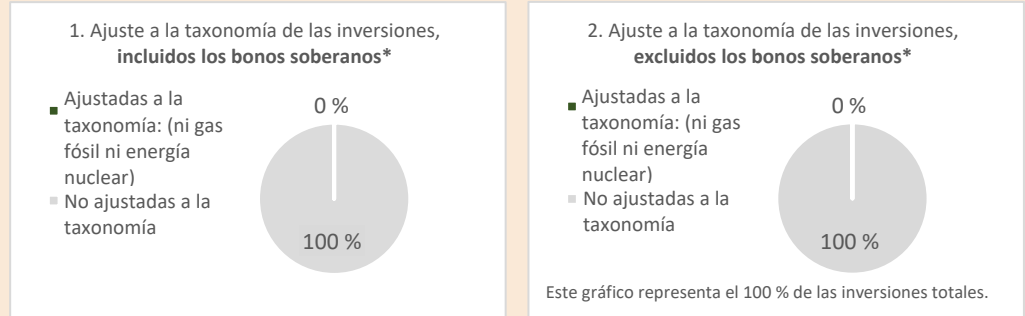 1. Ajuste a la taxonomía de las inversiones,
incluidos los bonos soberanos*
Ajustadas a la
taxonomía: (ni gas
fósil ni energía
nuclear)
No ajustadas a la
taxonomía
0 %
100 %
2. Ajuste a la taxonomía de las inversiones,
excluidos los bonos soberanos*
Ajustadas a la
taxonomía: (ni gas
fósil ni energía
nuclear)
No ajustadas a la
taxonomía
0 %
100 %
Este gráfico representa el 100 % de las inversiones totales.